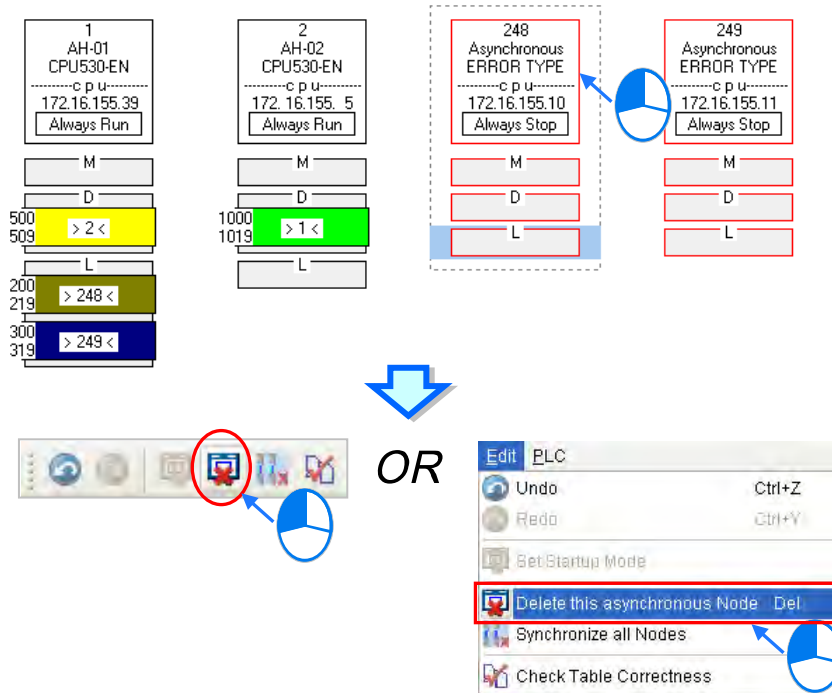 1
AH-01
CPU530-EN
--------c p u--------
172.16.155.39
Always Run
M
D
500
509
> 2 <
L
200
219
> 248 <
300
319
> 249 <
2
AH-02
CPU530-EN
--------c p u--------
172. 16.155. 5
Always Run
M
D
1000
1019
> 1 <
L
248
Asynchronous
ERROR TYPE
--------c p u--------
172.16.155.10
Always Stop
M
D
L
249
Asynchronous
ERROR TYPE
--------c p u--------
172.16.155.11
Always Stop
M
D
L
OR
Edit PLC
Undo Ctrl+Z
Redo Ctrl+Y
Set Startup Mode
Delete this asynchronous Node Del
Synchronize all Nodes
Check Table Correctness